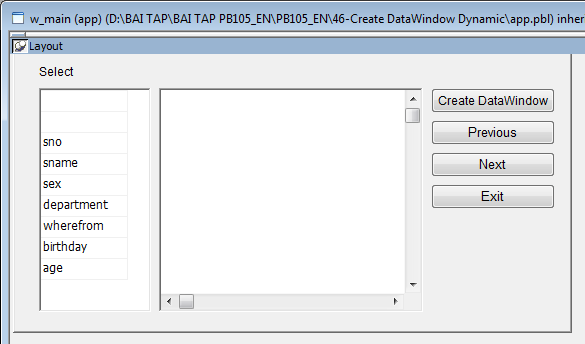 w_main (app) (D:\BAI TAP\BAI TAP PB105_EN\PB105_EN\46-Create DataWindow Dynamic\app.pbl) inher
Layout
Select
Create DataWindow
Previous
Next
Exit
sno
sname
sex
department
wherefrom
birthday
age